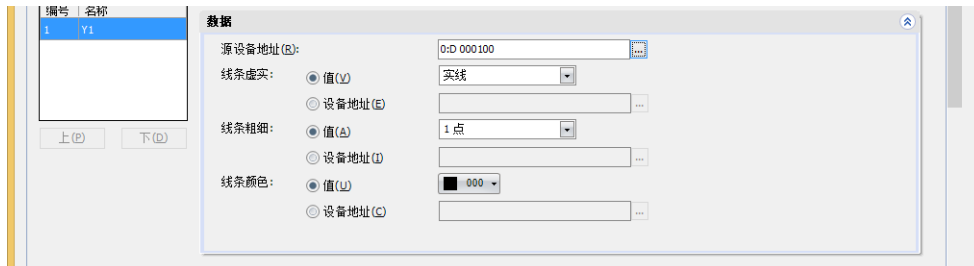 编号 名称
1 Y1
上(P) 下(D)
数据
源设备地址(R): 0:D 000100 ...
线条虚实: 值(V) 实线
设备地址(E) ...
线条粗细: 值(A) 1 点
设备地址(I) ...
线条颜色: 值(U) 000
设备地址(C) ...